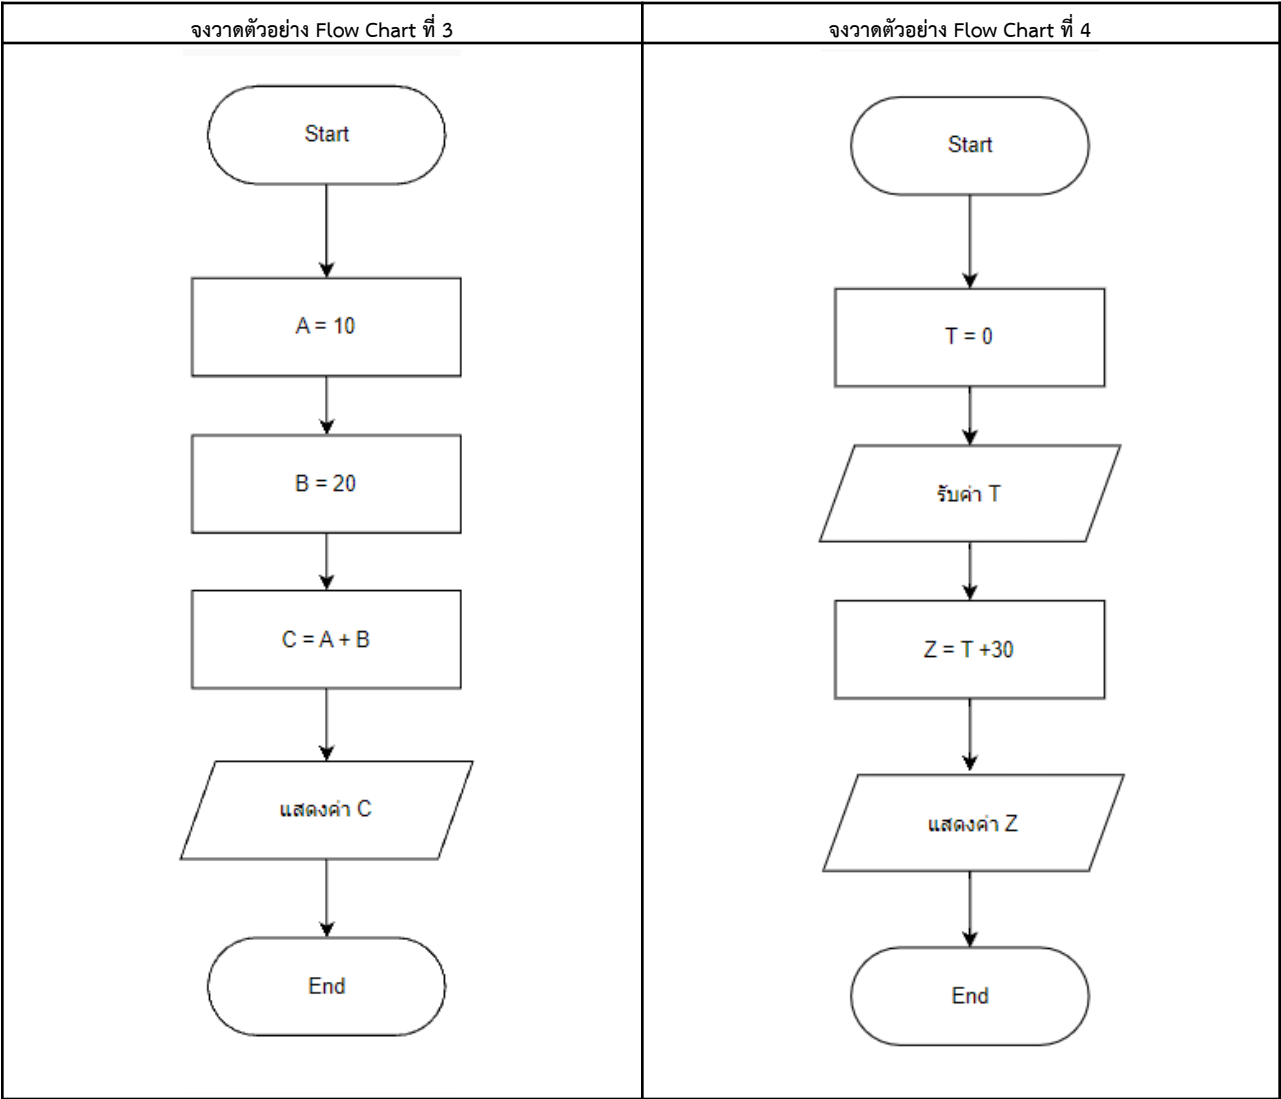 จงวาดตัวอย่าง Flow Chart ที่ 3
Start
A = 10
B = 20
C = A + B
แสดงค่า C
End
จงวาดตัวอย่าง Flow Chart ที่ 4
Start
T = 0
รับค่า T
Z = T +30
แสดงค่า Z
End